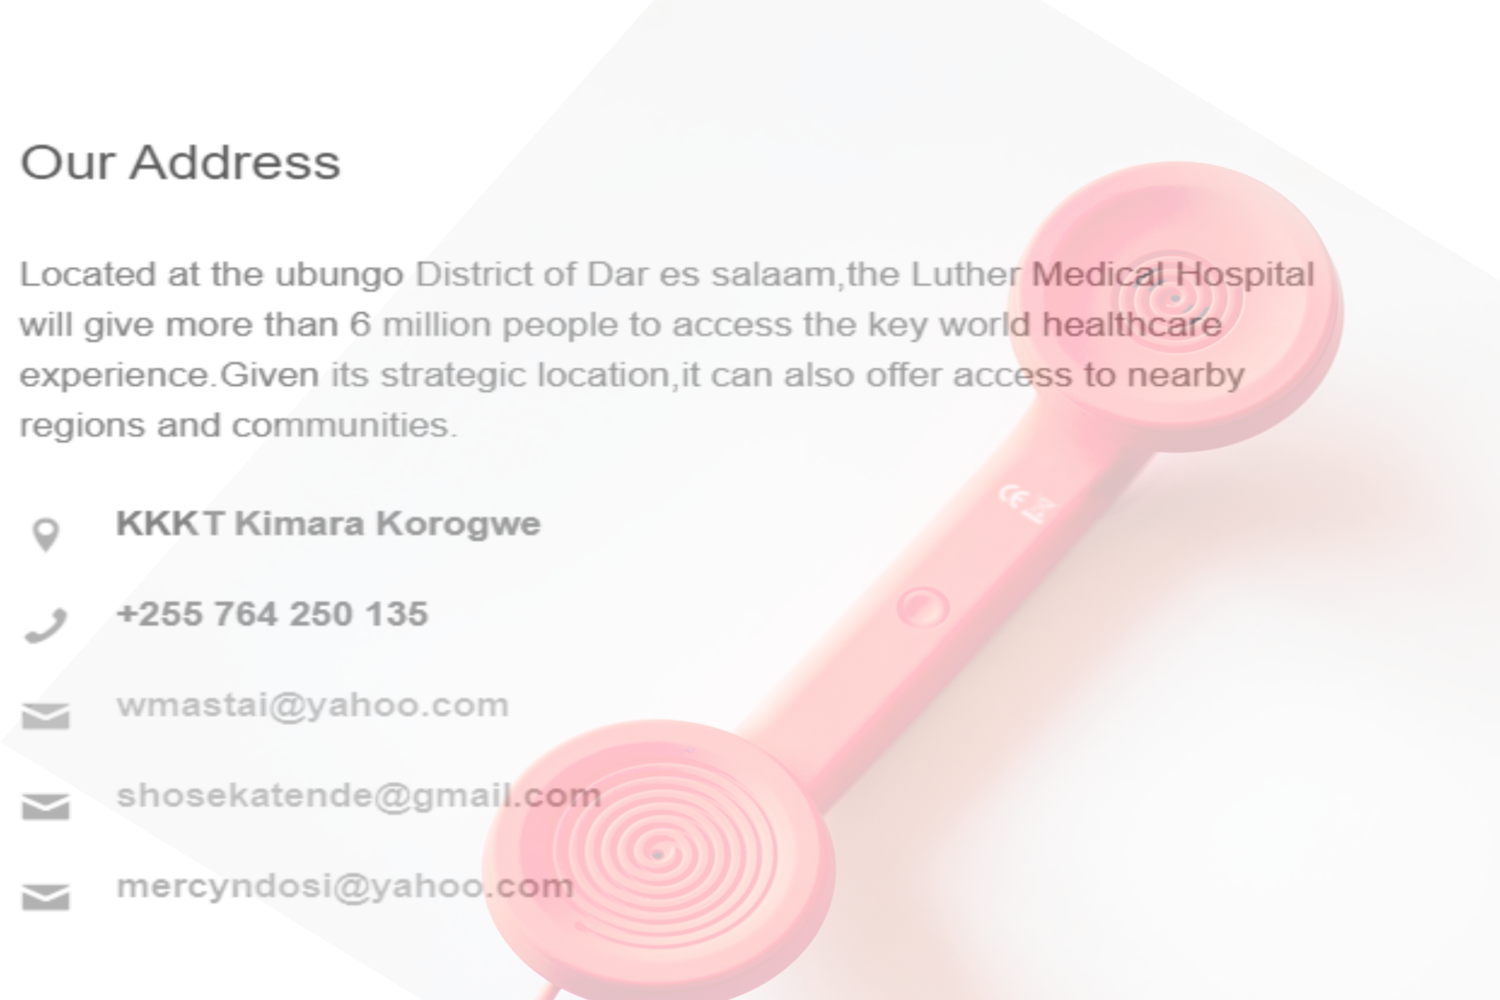 Our Address
Located at the ubungo District of Dar es salaam,the Luther Medical Hospital
will give more than 6 million people to access the key world healthcare
experience.Given its strategic location,it can also offer access to nearby
regions and communities.
KKKT Kimara Korogwe
+255 764 250 135
wmastai@yahoo.com
shosekatende@gmail.com
mercyndosi@yahoo.com
CE